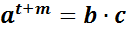 a^{t+m} = b · c